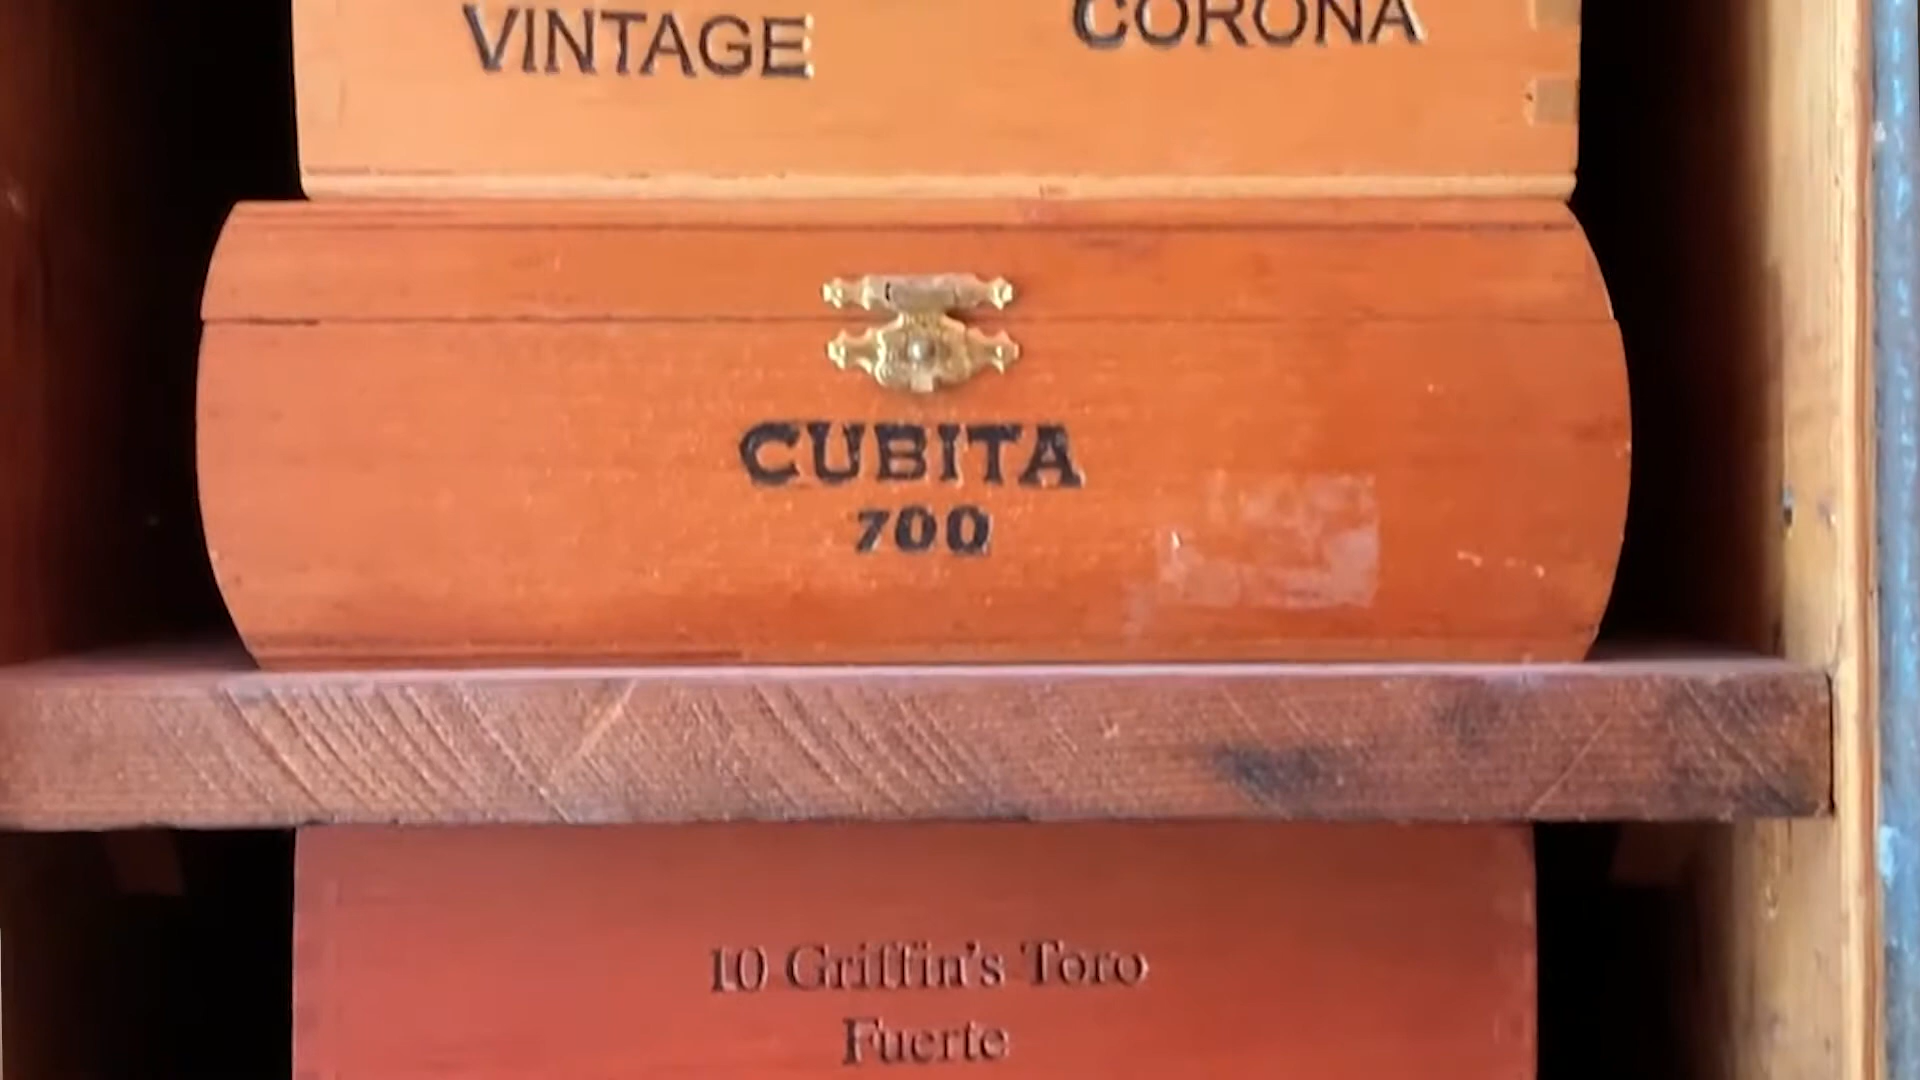 VINTAGE CORONA
CUBITA
700
10 Griffin's Toro
Fuerte